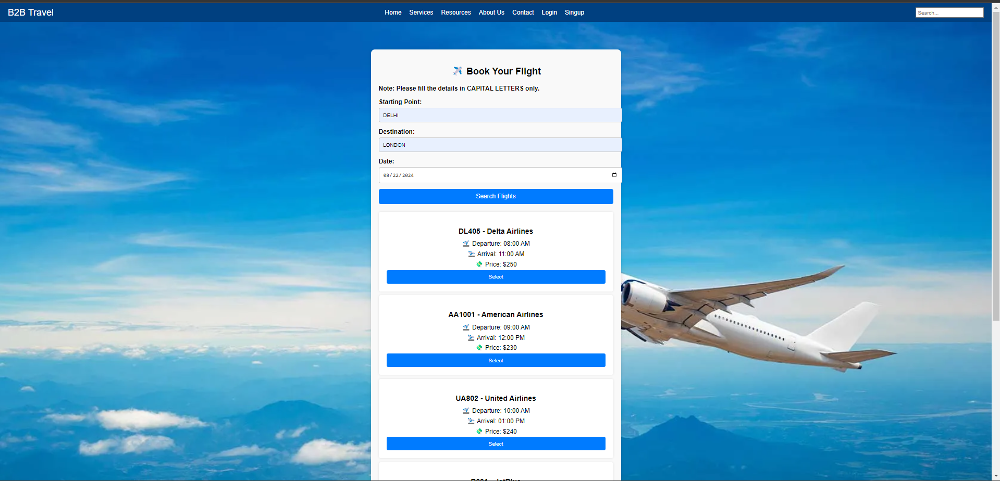 B2B Travel
Home Services Resources About Us Contact Login Singup
Search...
Book Your Flight
Note: Please fill the details in CAPITAL LETTERS only.
Starting Point:
DELHI
Destination:
LONDON
Date:
08/22/2024
Search Flights
DL405 - Delta Airlines
Departure: 08:00 AM
Arrival: 11:00 AM
Price: $250
Select
AA1001 - American Airlines
Departure: 09:00 AM
Arrival: 12:00 PM
Price: $230
Select
UA802 - United Airlines
Departure: 10:00 AM
Arrival: 01:00 PM
Price: $240
Select